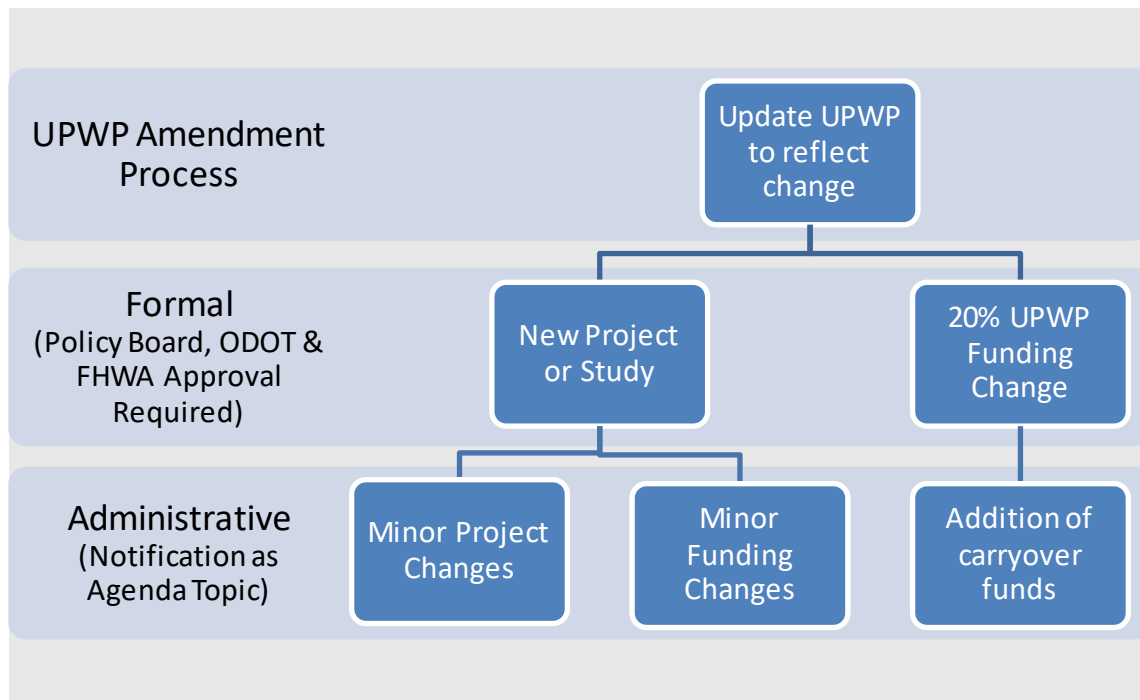 UPWP Amendment
Process
Update UPWP
to reflect
change
Formal
(Policy Board, ODOT &
FHWA Approval
Required)
New Project
or Study
20% UPWP
Funding
Change
Administrative
(Notification as
Agenda Topic)
Minor Project
Changes
Minor
Funding
Changes
Addition of
carryover
funds